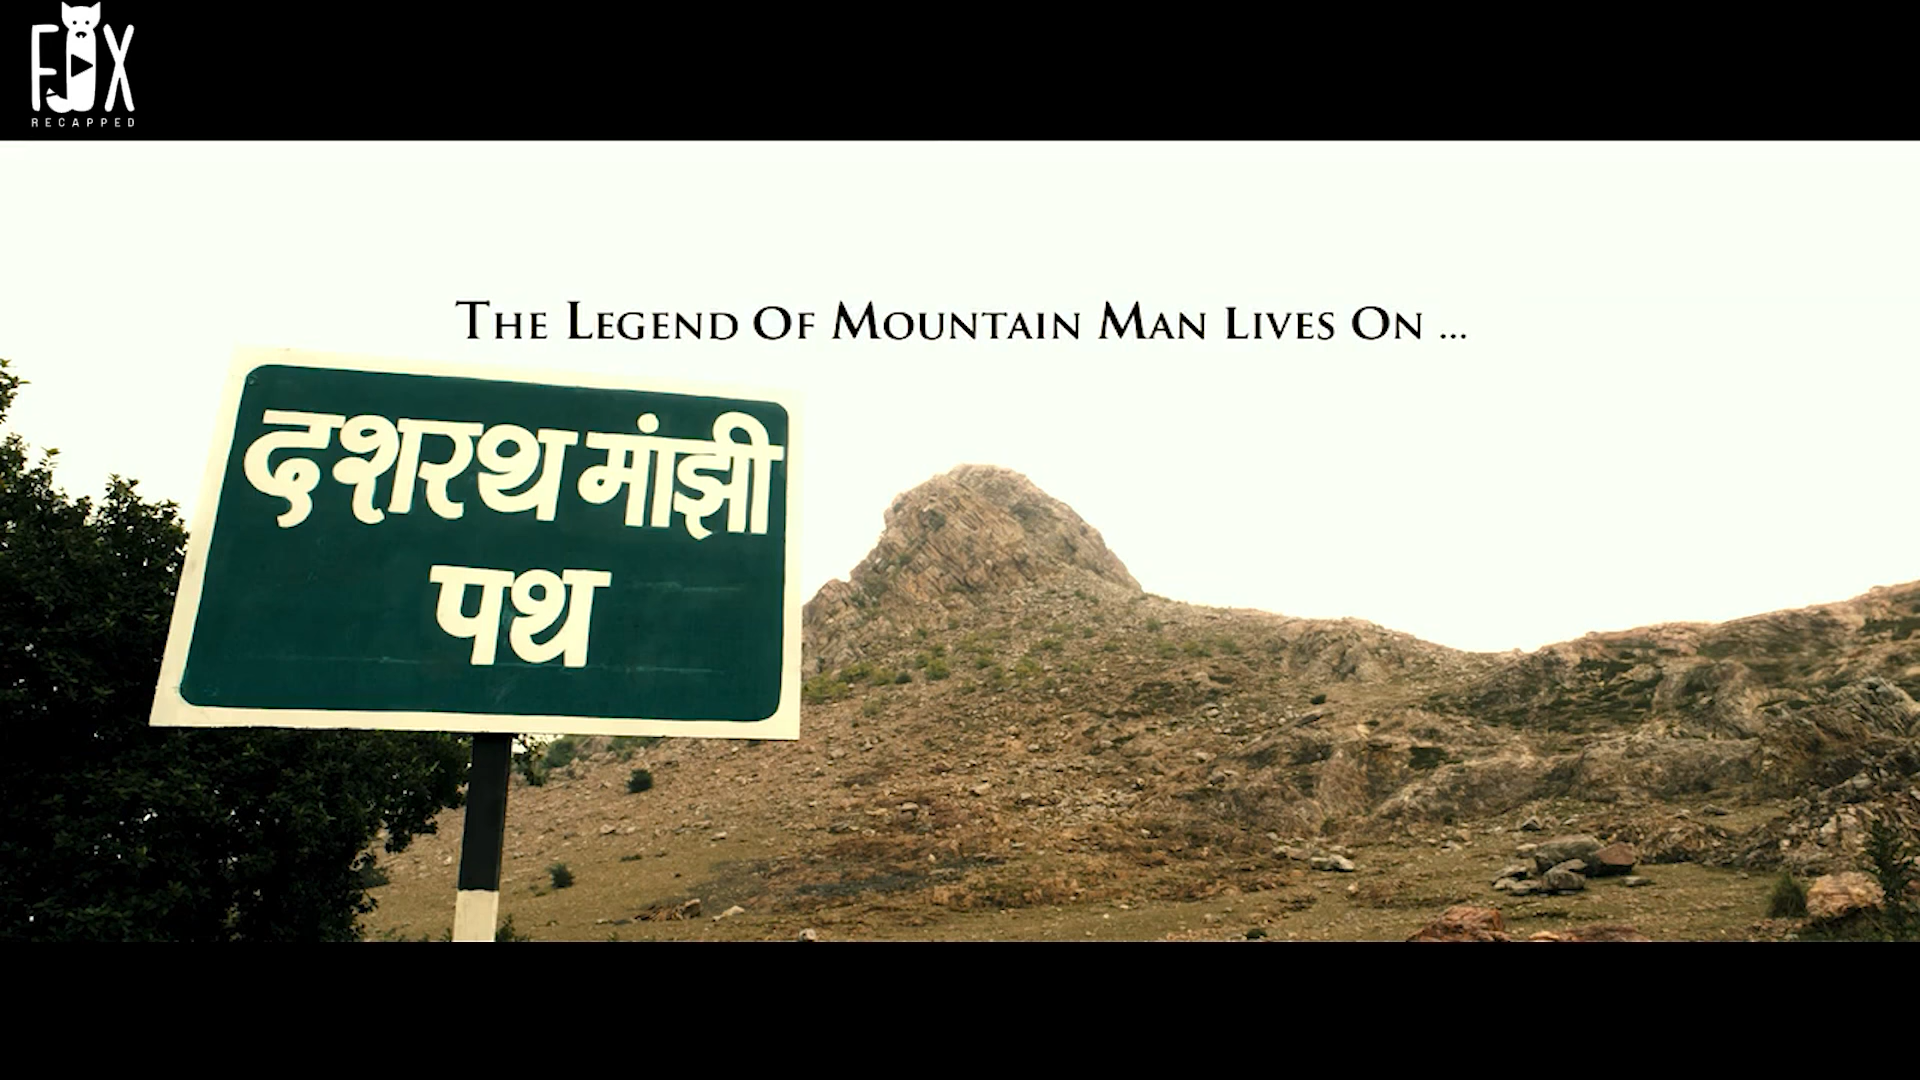 FOX
RECAPPED
The Legend Of Mountain Man Lives On ...
दशरथ मांझी
पथ